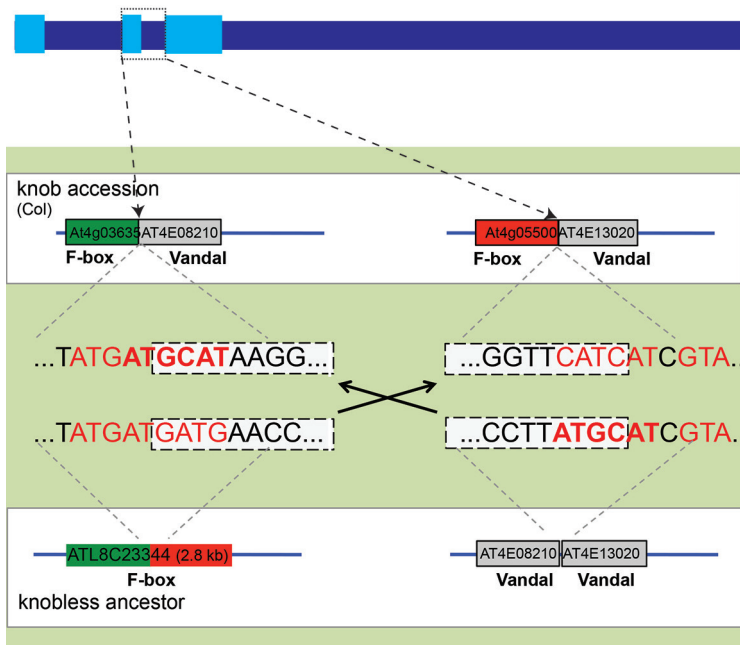 knob accession
(Col)
At4g03635 AT4E08210
F-box Vandal
At4g05500 AT4E13020
F-box Vandal
...TATGATGCATAAGG...
...GGTTCATCATCGTA...
...TATGATGATGAACC...
...CCTTATGCATCGTA...
ATL8C23344 (2.8 kb)
F-box
AT4E08210 AT4E13020
Vandal Vandal
knobless ancestor